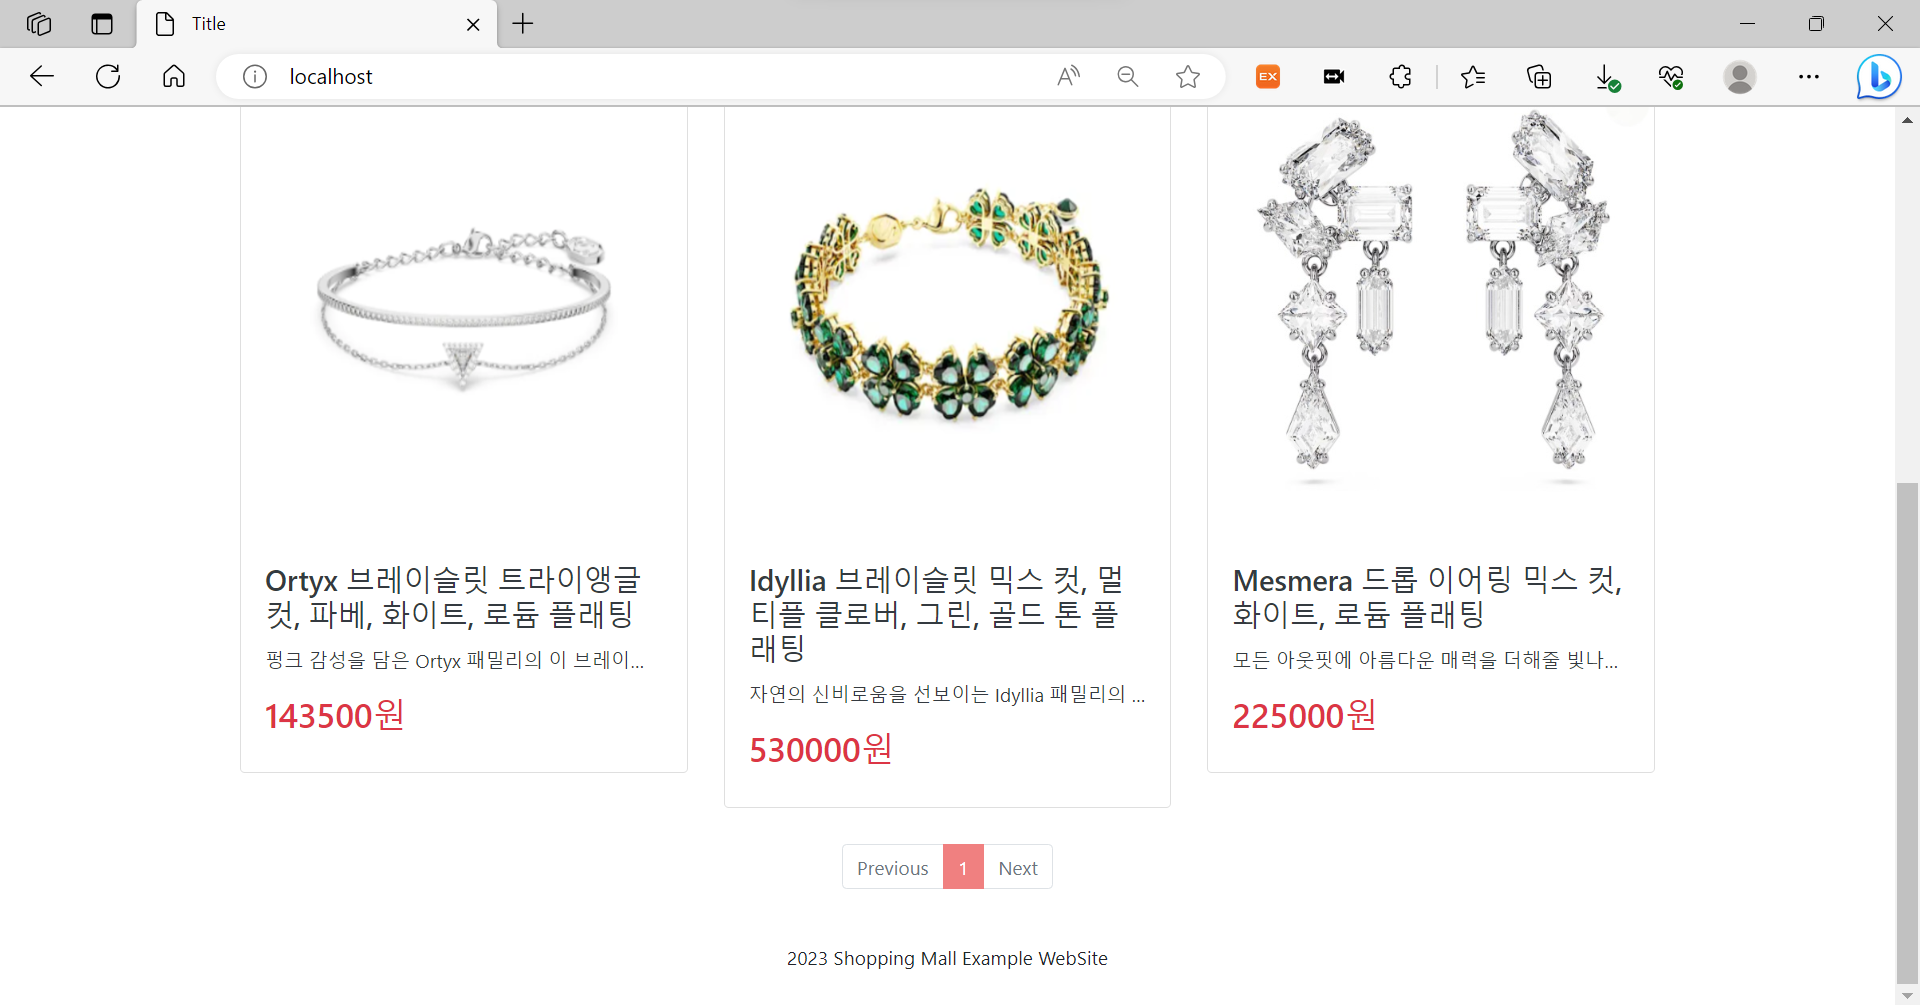 Title
localhost
EX
Ortyx 브레이슬릿 트라이앵글
컷, 파베, 화이트, 로듐 플래팅
펑크 감성을 담은 Ortyx 패밀리의 이 브레이...
143500원
Idyllia 브레이슬릿 믹스 컷, 멀
티플 클로버, 그린, 골드 톤 플
래팅
자연의 신비로움을 선보이는 Idyllia 패밀리의 ...
530000원
Mesmera 드롭 이어링 믹스 컷,
화이트, 로듐 플래팅
모든 아웃핏에 아름다운 매력을 더해줄 빛나...
225000원
Previous 1 Next
2023 Shopping Mall Example WebSite